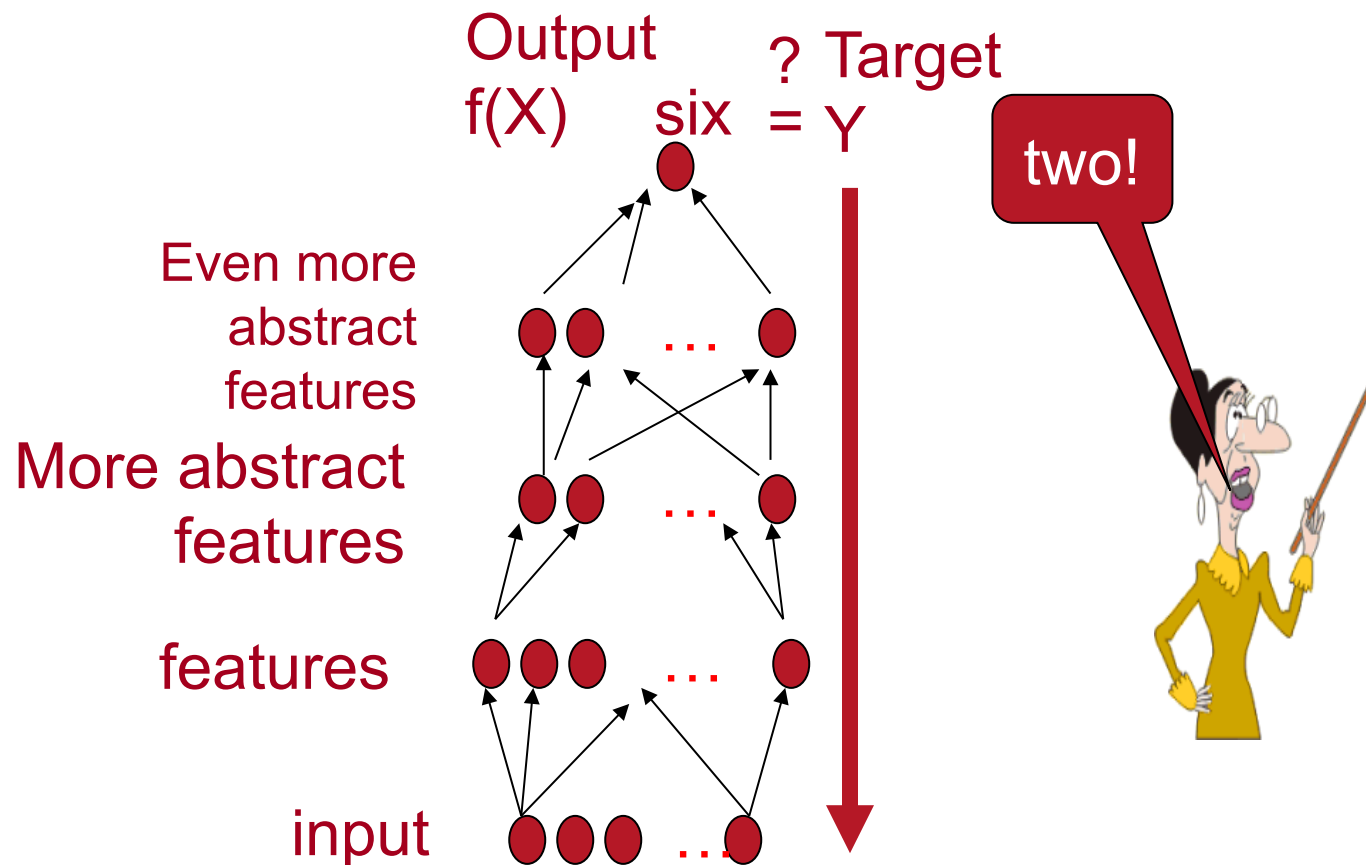 Output
f(X) six ? = Target Y
two!
Even more
abstract
features
...
More abstract
features
...
features
...
input
...